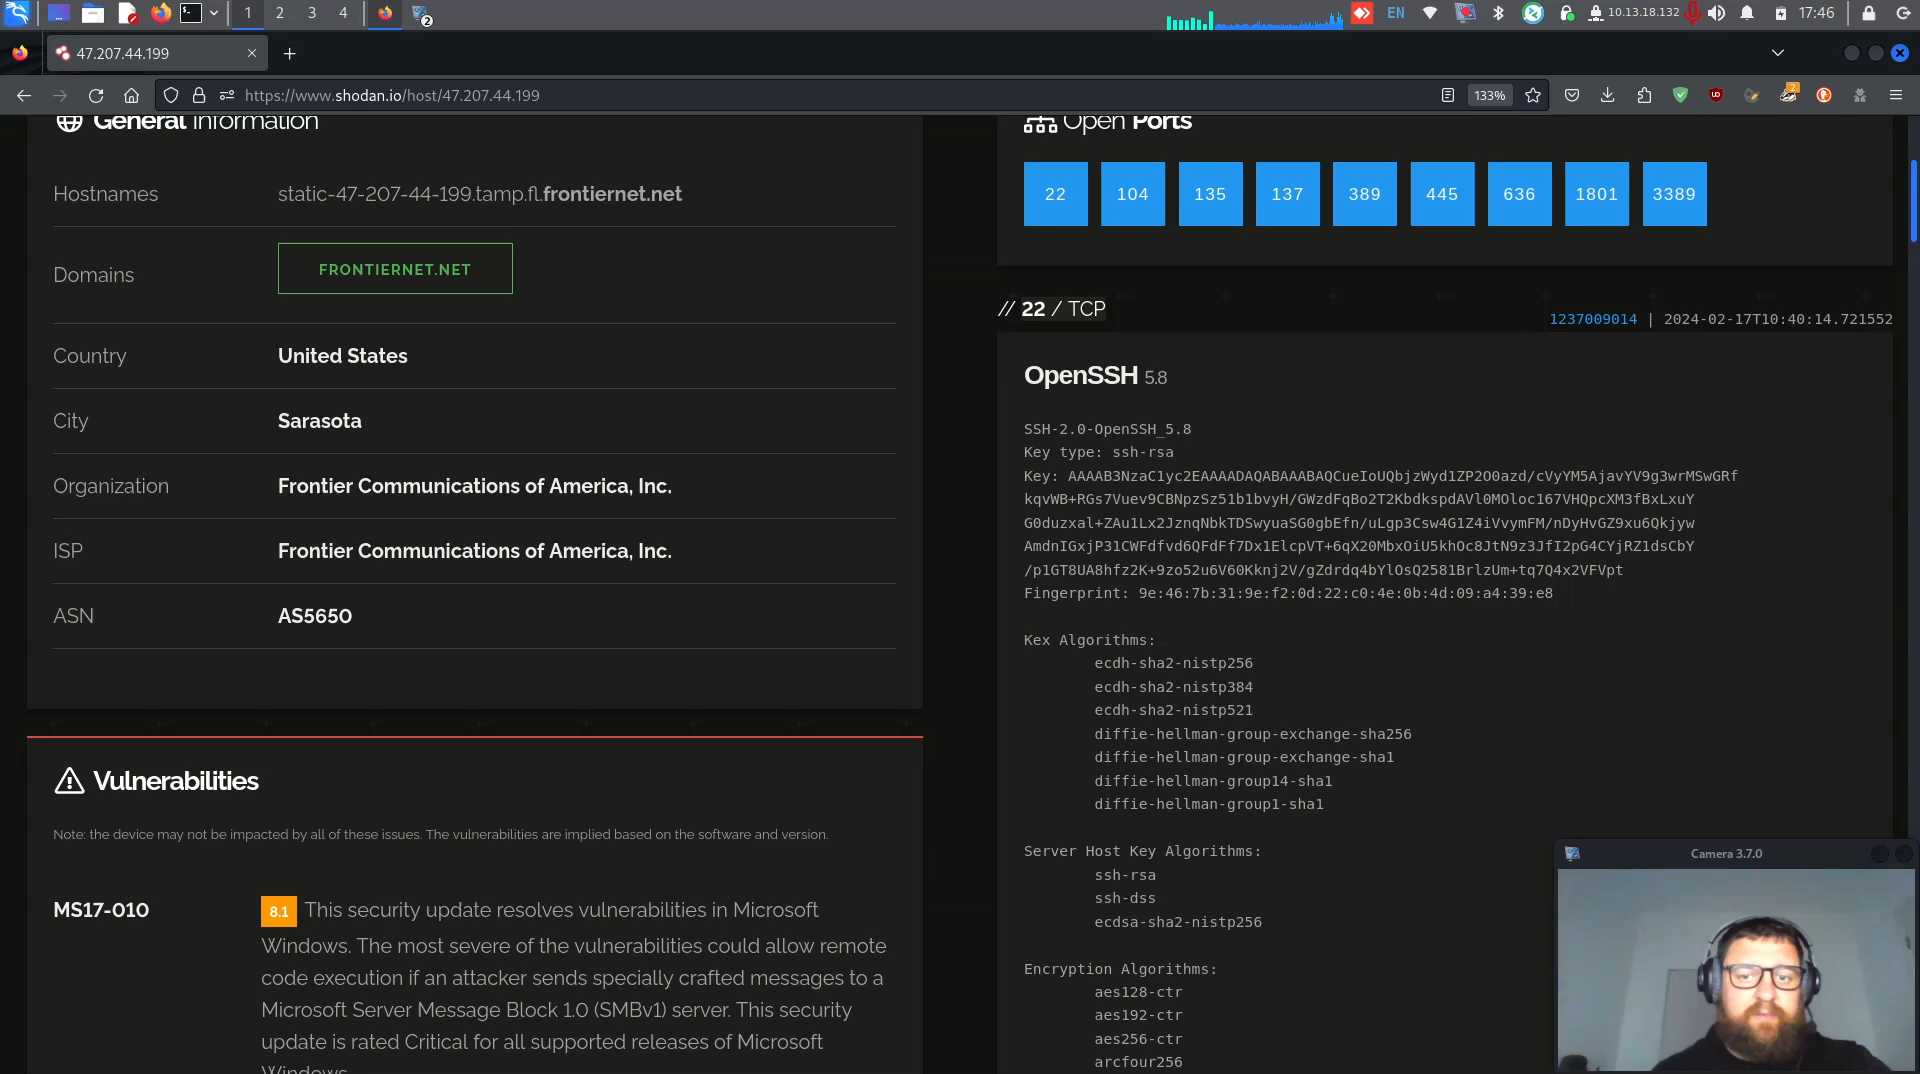 1
2
3
4
2
EN
10.13.18.132
17:46
47.207.44.199
https://www.shodan.io/host/47.207.44.199
133%
2
General Information
Hostnames
static-47-207-44-199.tamp.fl.frontiernet.net
Domains
FRONTIERNET.NET
Country
United States
City
Sarasota
Organization
Frontier Communications of America, Inc.
ISP
Frontier Communications of America, Inc.
ASN
AS5650
Vulnerabilities
Note: the device may not be impacted by all of these issues. The vulnerabilities are implied based on the software and version.
MS17-010
8.1 This security update resolves vulnerabilities in Microsoft
Windows. The most severe of the vulnerabilities could allow remote
code execution if an attacker sends specially crafted messages to a
Microsoft Server Message Block 1.0 (SMBv1) server. This security
update is rated Critical for all supported releases of Microsoft
Windows.
Open Ports
22
104
135
137
389
445
636
1801
3389
// 22 / TCP
1237009014 | 2024-02-17T10:40:14.721552
OpenSSH 5.8
SSH-2.0-OpenSSH_5.8
Key type: ssh-rsa
Key: AAAAB3NzaC1yc2EAAAADAQABAAABAQCueIoUQbjzWyd1ZP2O0azd/cVyYM5AjavYV9g3wrMSwGRf
kqvWB+RGs7Vuev9CBNpzSz51b1bvyH/GWzdFqBo2T2KbdkspdAVl0MOloc167VHQpcXM3fBxLxuY
G0duzxal+ZAu1Lx2JznqNbkTDSwyuaSG0gbEfn/uLgp3Csw4G1Z4iVvymFM/nDyHvGZ9xu6Qkjyw
AmdnIGxjP31CWFdfvd6QFdFf7Dx1ElcpVT+6qX20MbxOiU5khOc8JtN9z3JfI2pG4CYjRZ1dsCbY
/p1GT8UA8hfz2K+9zo52u6V60Kknj2V/gZdrdq4bYlOsQ2581BrlzUm+tq7Q4x2VFVpt
Fingerprint: 9e:46:7b:31:9e:f2:0d:22:c0:4e:0b:4d:09:a4:39:e8
Kex Algorithms:
ecdh-sha2-nistp256
ecdh-sha2-nistp384
ecdh-sha2-nistp521
diffie-hellman-group-exchange-sha256
diffie-hellman-group-exchange-sha1
diffie-hellman-group14-sha1
diffie-hellman-group1-sha1
Server Host Key Algorithms:
ssh-rsa
ssh-dss
ecdsa-sha2-nistp256
Encryption Algorithms:
aes128-ctr
aes192-ctr
aes256-ctr
arcfour256
Camera 3.7.0